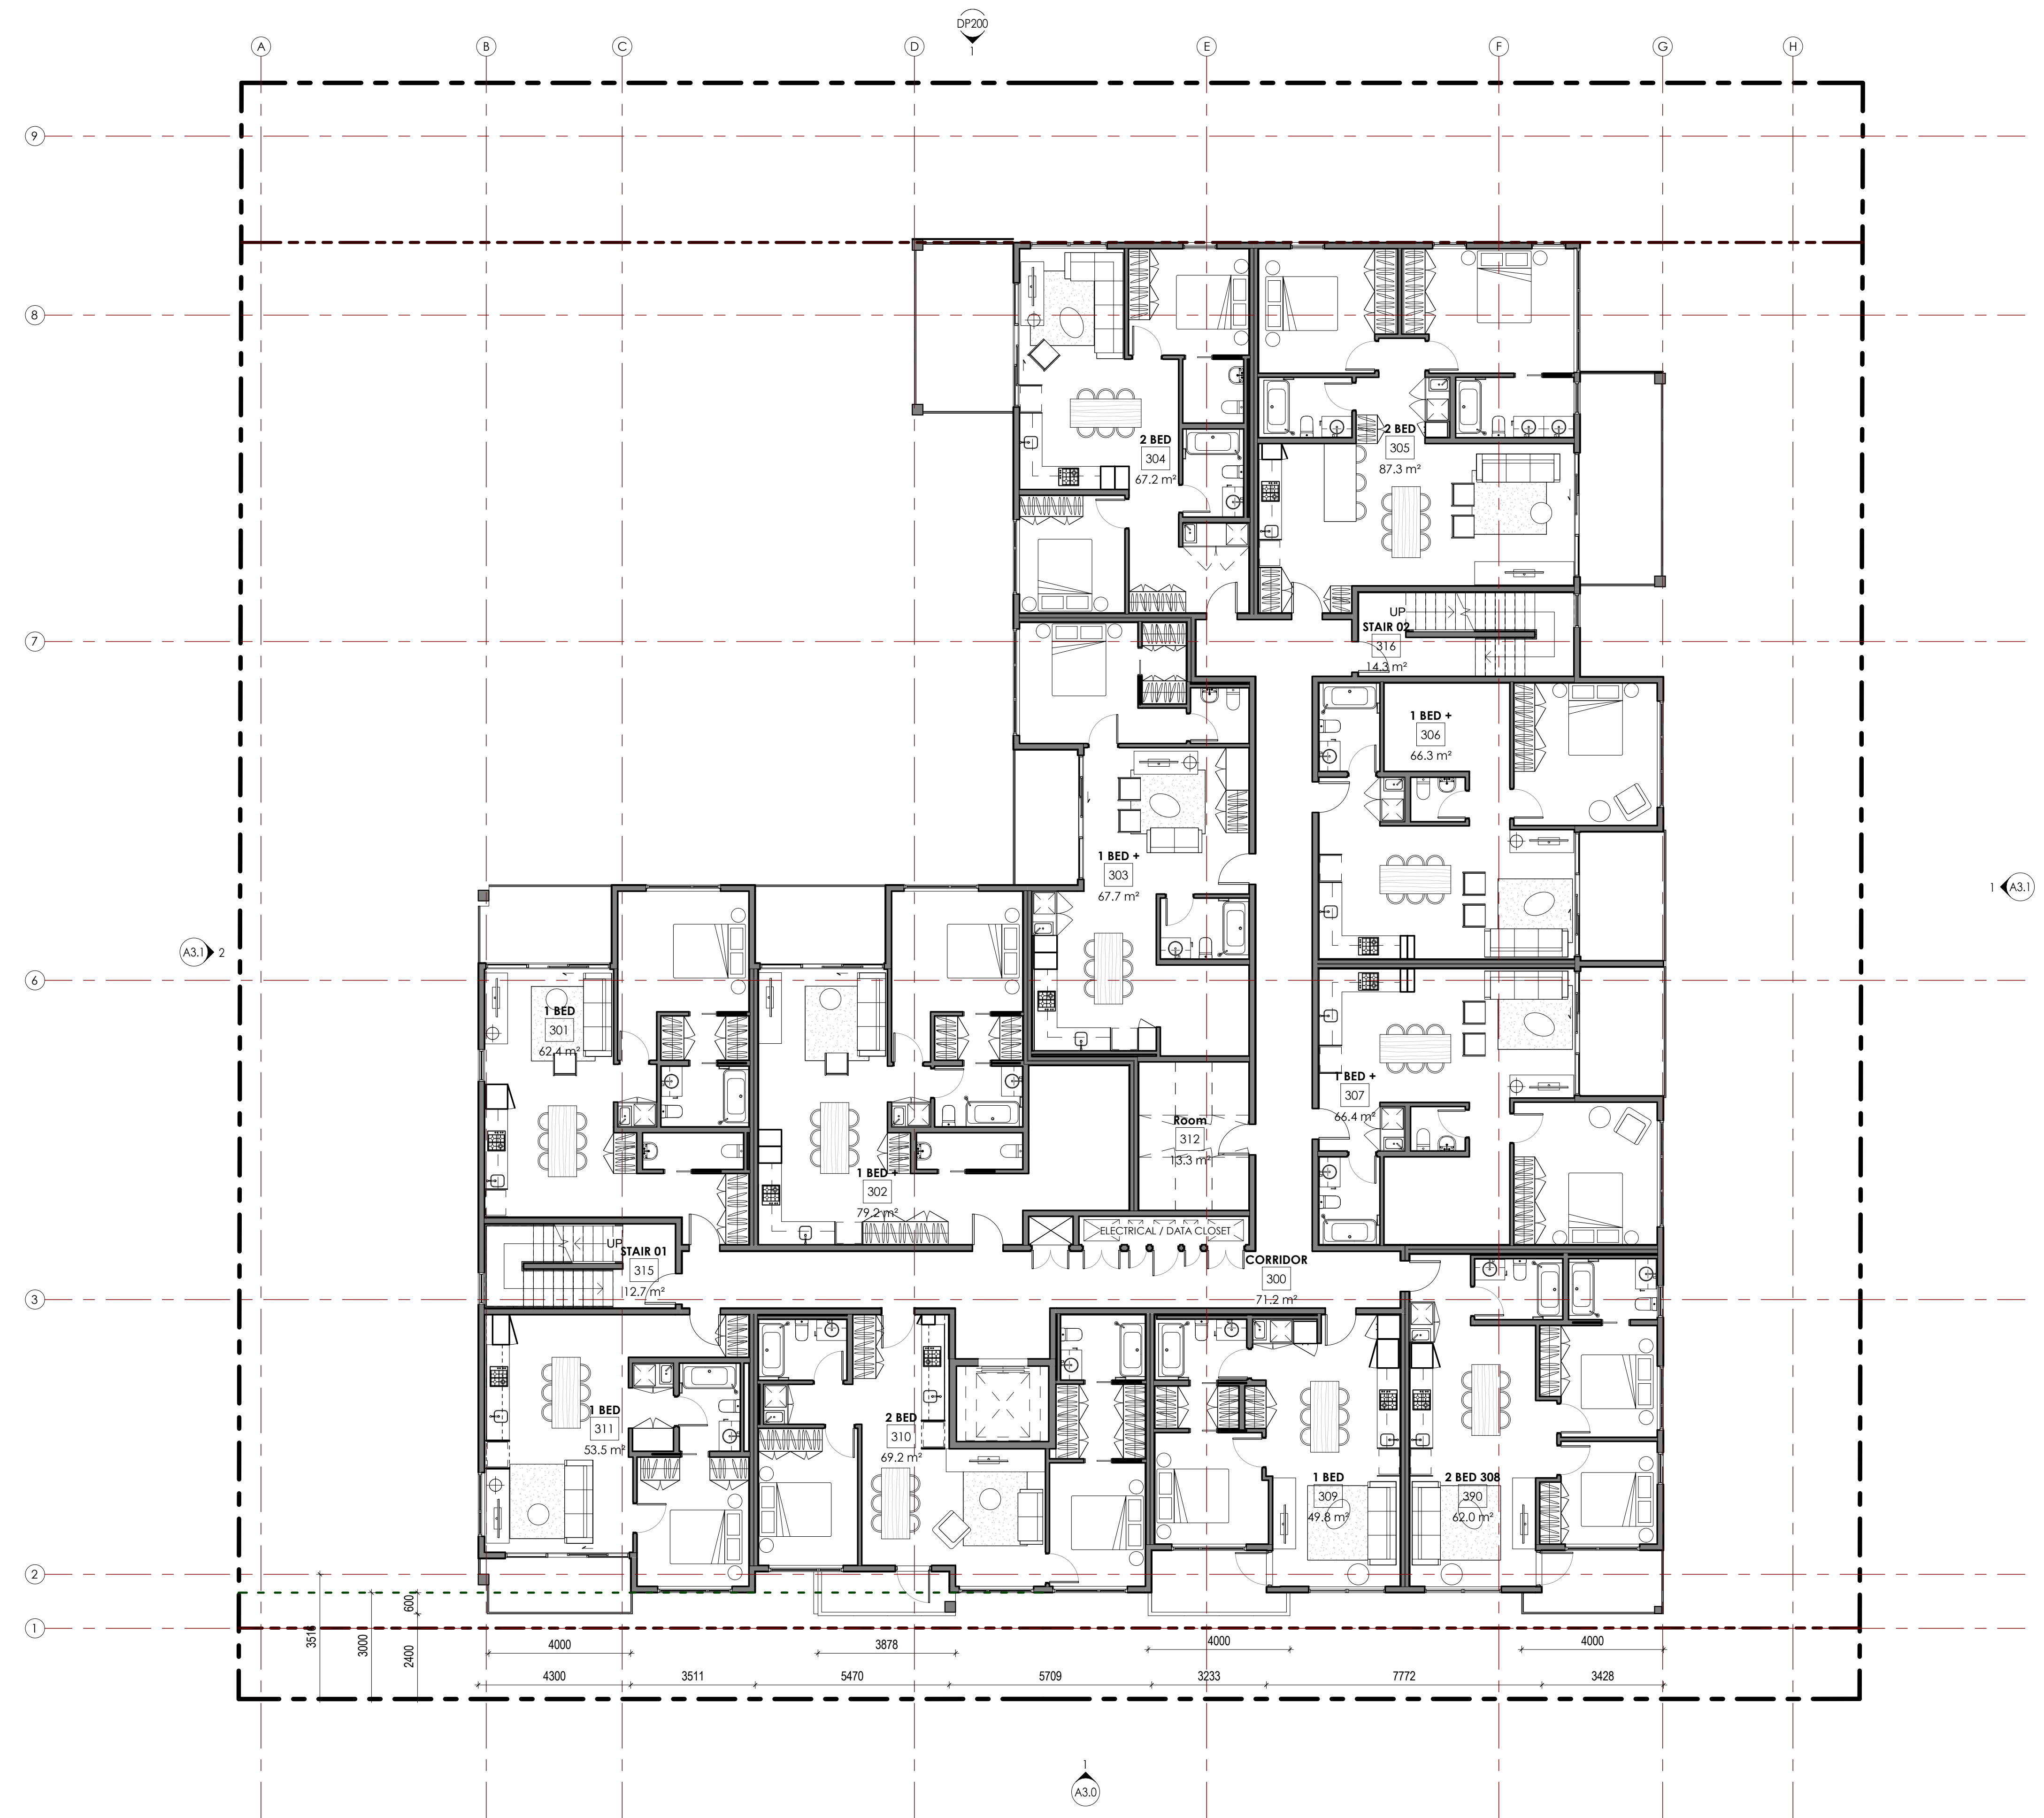 DP200
1
A
B
C
D
E
F
G
H
9
8
7
6
3
2
1
2 BED
304
67.2 m²
2 BED
305
87.3 m²
UP
STAIR 02
316
14.3 m²
1 BED +
306
66.3 m²
1 BED +
303
67.7 m²
1
A3.1
A3.1
2
1 BED
301
62.4 m²
1 BED +
307
66.4 m²
Room
312
13.3 m²
1 BED +
302
79.2 m²
ELECTRICAL / DATA CLOSET
UP
STAIR 01
315
12.7 m²
CORRIDOR
300
71.2 m²
1 BED
311
53.5 m²
2 BED
310
69.2 m²
1 BED
309
49.8 m²
2 BED 308
390
62.0 m²
3516
3000
600
2400
4000
3878
4000
4000
4300
3511
5470
5709
3233
7772
3428
1
A3.0